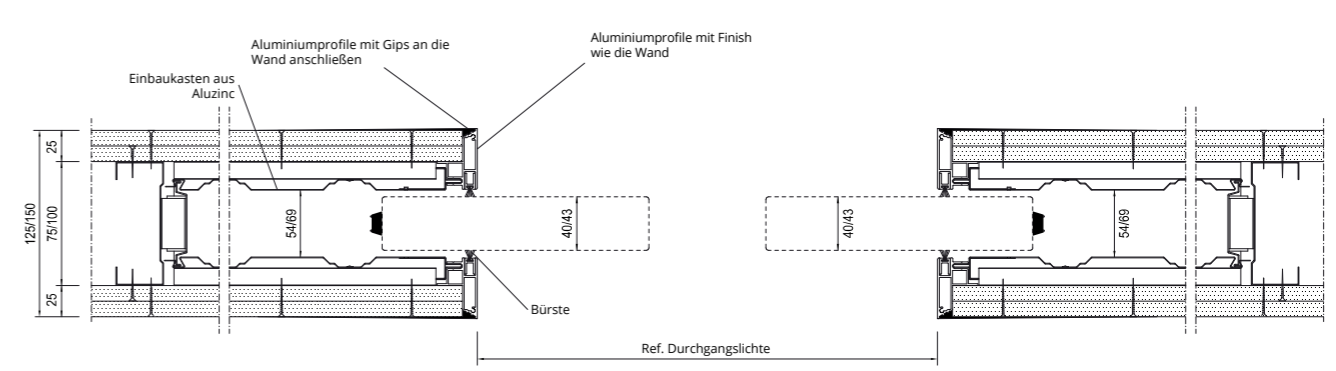 Aluminiumprofile mit Gips an die
Wand anschließen
Aluminiumprofile mit Finish
wie die Wand
Einbaukasten aus
Aluzinc
125/150
25
75/100
25
54/69
40/43
40/43
54/69
Bürste
Ref. Durchgangslichte